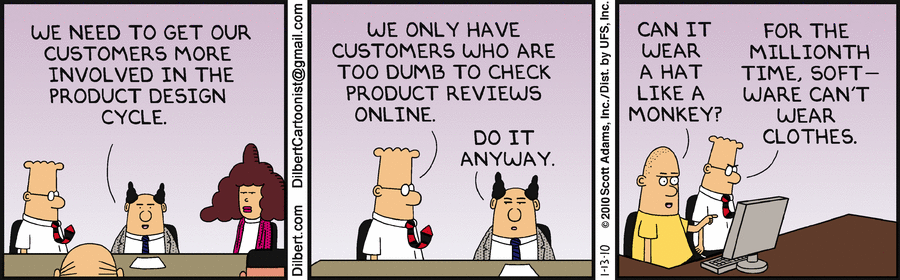 WE NEED TO GET OUR
CUSTOMERS MORE
INVOLVED IN THE
PRODUCT DESIGN
CYCLE.
Dilbert.com DilbertCartoonist@gmail.com
WE ONLY HAVE
CUSTOMERS WHO ARE
TOO DUMB TO CHECK
PRODUCT REVIEWS
ONLINE.
DO IT
ANYWAY.
1-13-10 ©2010 Scott Adams, Inc./Dist. by UFS, Inc.
CAN IT
WEAR
A HAT
LIKE A
MONKEY?
FOR THE
MILLIONTH
TIME, SOFT-
WARE CAN'T
WEAR
CLOTHES.